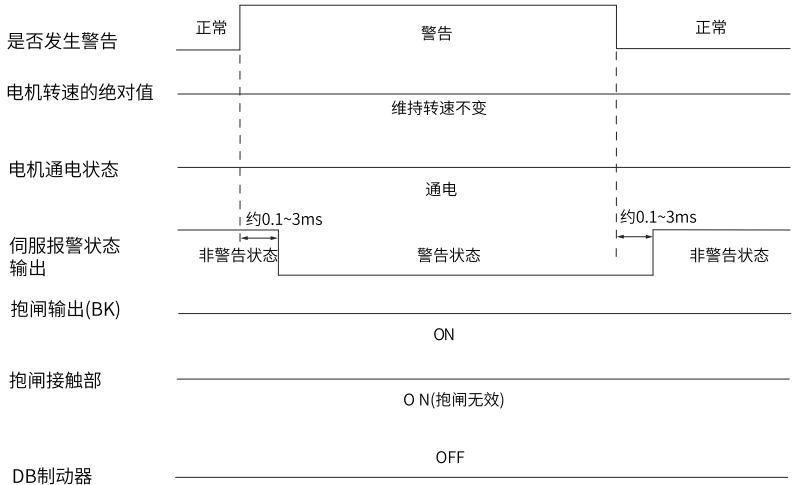 是否发生警告
正常
警告
正常
电机转速的绝对值
维持转速不变
电机通电状态
通电
约0.1~3ms
约0.1~3ms
伺服报警状态
输出
非警告状态
警告状态
非警告状态
抱闸输出(BK)
ON
抱闸接触部
O N(抱闸无效)
OFF
DB制动器